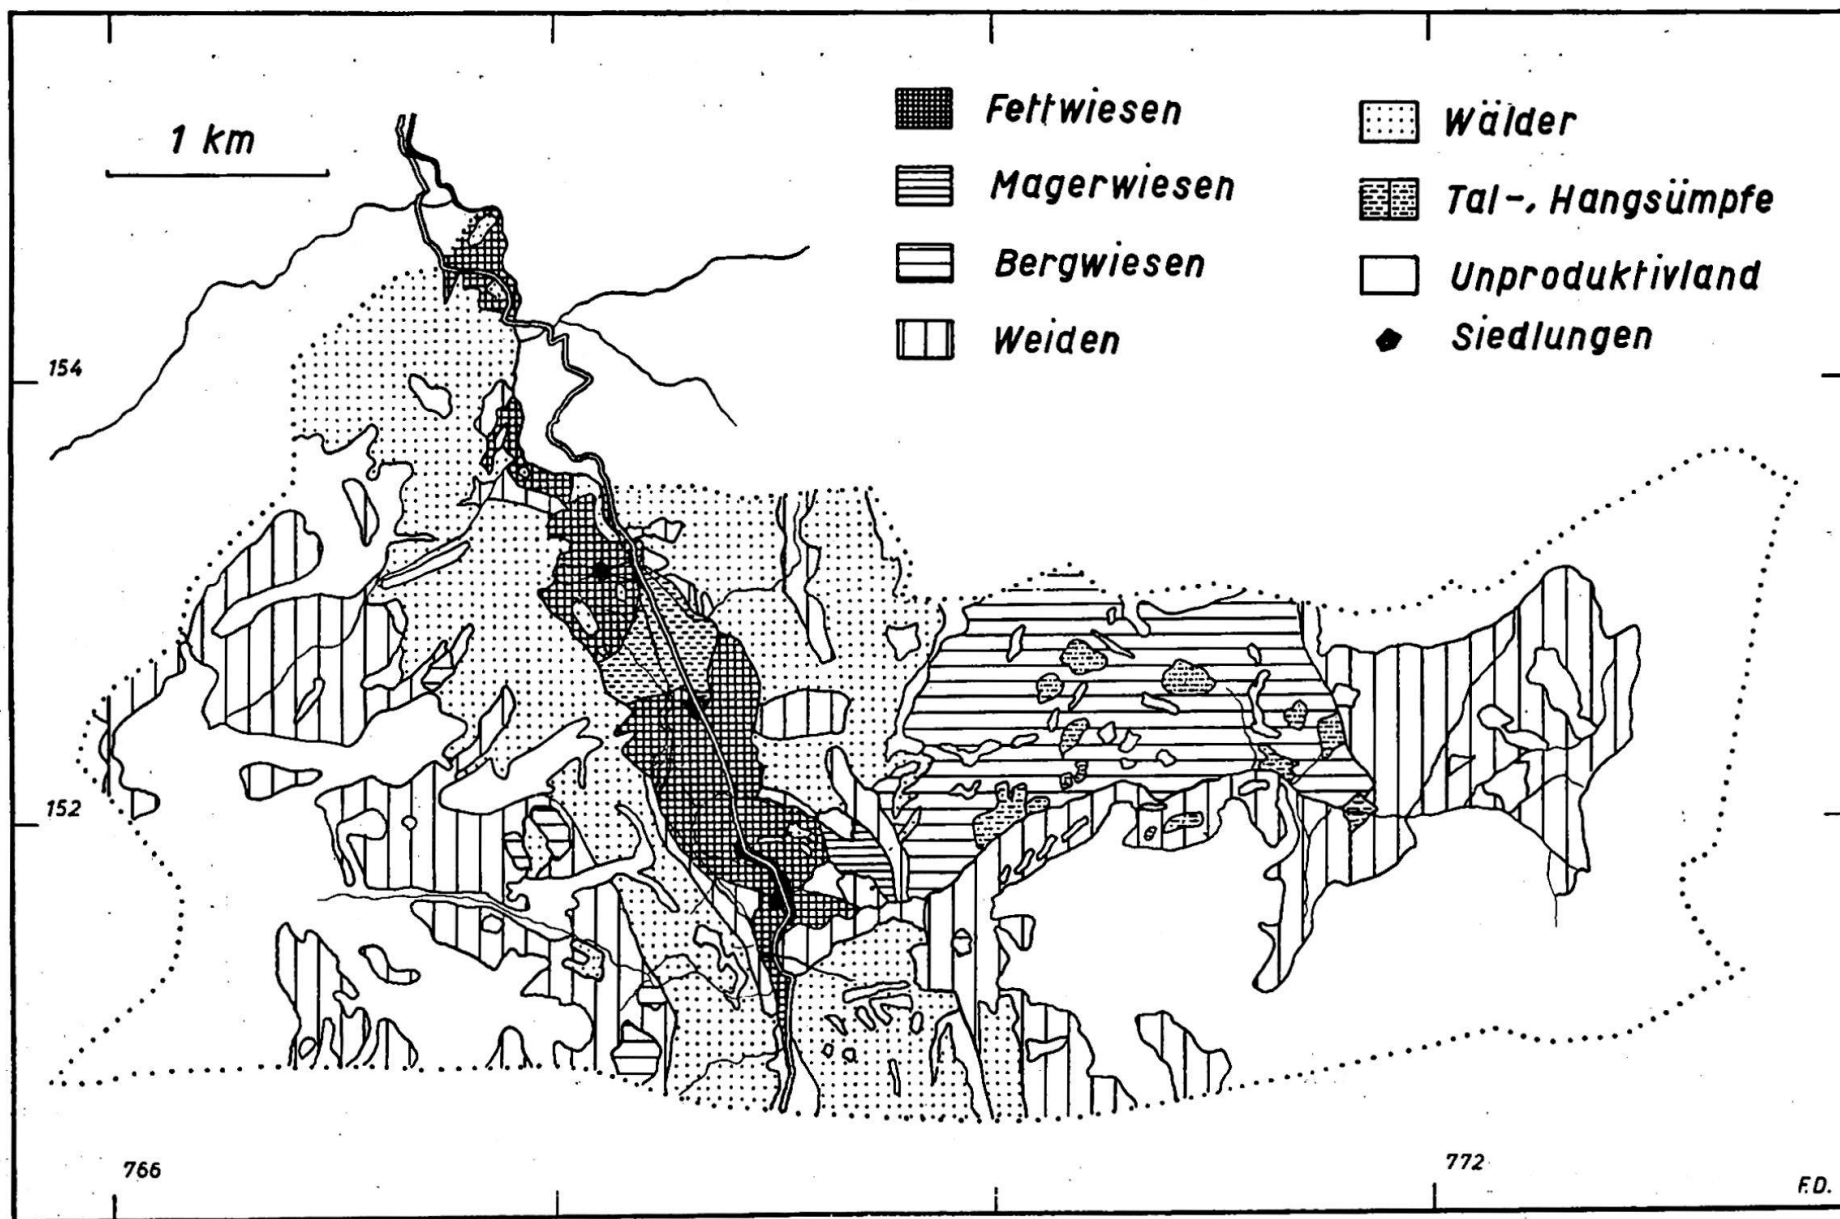 1 km
Fettwiesen
Magerwiesen
Bergwiesen
Weiden
Wälder
Tal-, Hangsümpfe
Unproduktivland
Siedlungen
154
152
766
772
F.D.